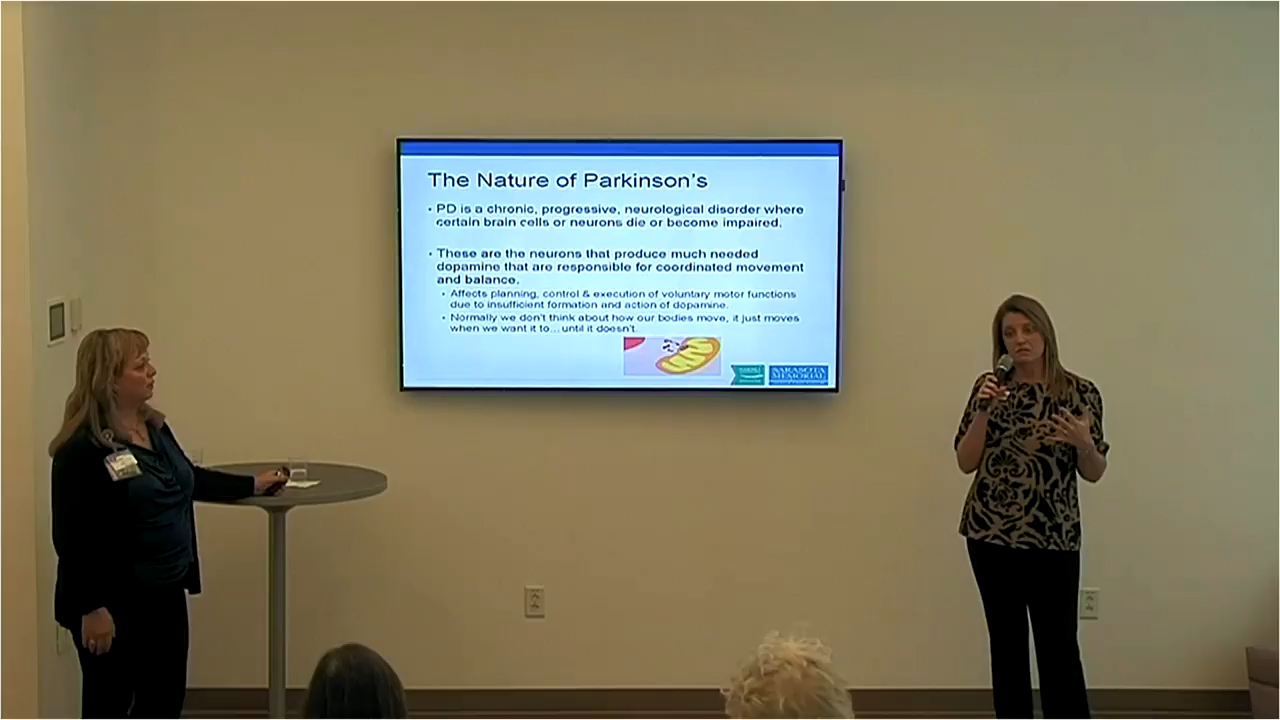 The Nature of Parkinson's
• PD is a chronic, progressive, neurological disorder where
certain brain cells or neurons die or become impaired.
• These are the neurons that produce much needed
dopamine that are responsible for coordinated movement
and balance.
• Affects planning, control & execution of voluntary motor functions
due to insufficient formation and action of dopamine.
• Normally we don't think about how our bodies move, it just moves
when we want it to... until it doesn't.
SARASOTA
MEMORIAL